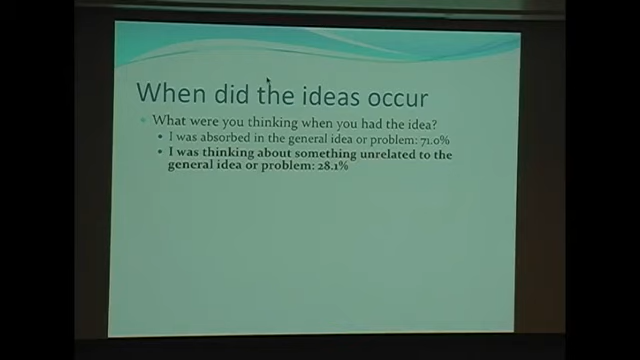 When did the ideas occur
What were you thinking when you had the idea?
I was absorbed in the general idea or problem: 71.0%
I was thinking about something unrelated to the
general idea or problem: 28.1%